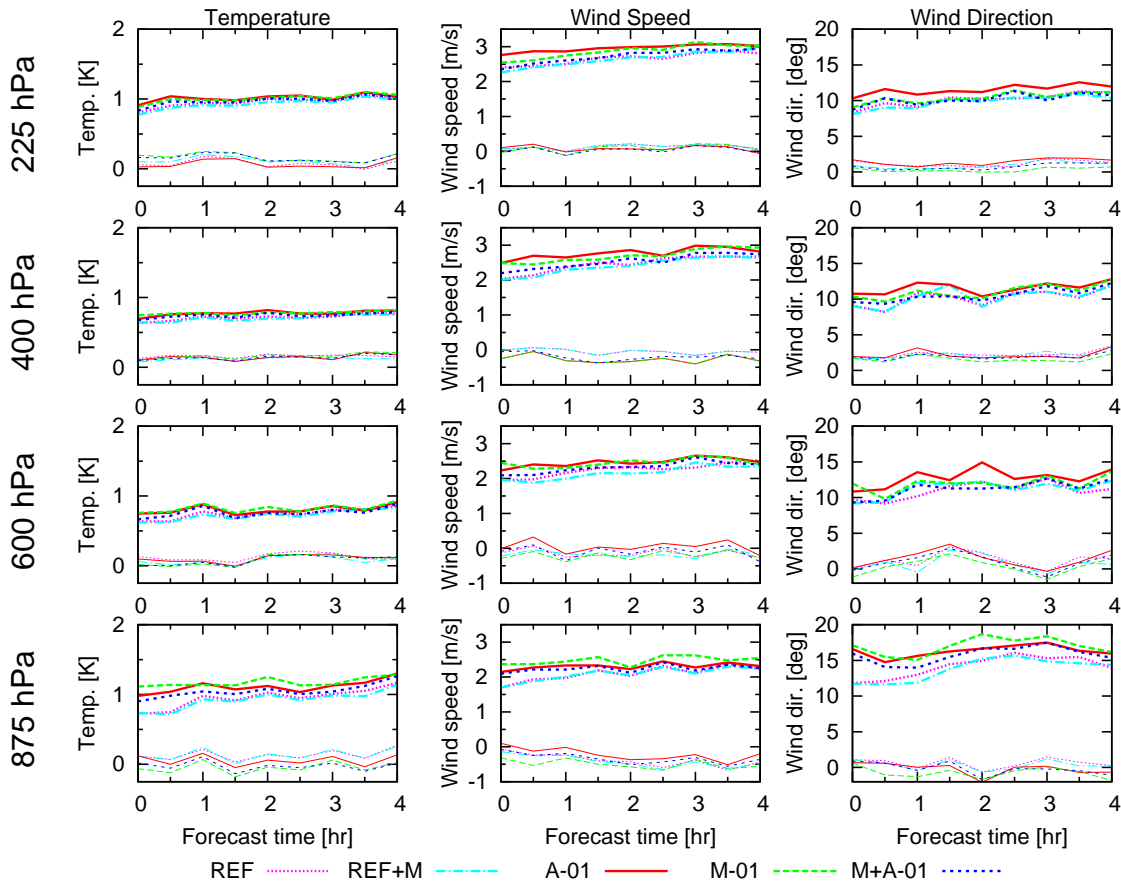 Temperature Wind Speed Wind Direction
225 hPa
Temp. [K]
2
1
0
0 1 2 3 4
Wind speed [m/s]
3
2
1
0
-1
0 1 2 3 4
Wind dir. [deg]
20
15
10
5
0
0 1 2 3 4
400 hPa
Temp. [K]
2
1
0
0 1 2 3 4
Wind speed [m/s]
3
2
1
0
-1
0 1 2 3 4
Wind dir. [deg]
20
15
10
5
0
0 1 2 3 4
600 hPa
Temp. [K]
2
1
0
0 1 2 3 4
Wind speed [m/s]
3
2
1
0
-1
0 1 2 3 4
Wind dir. [deg]
20
15
10
5
0
0 1 2 3 4
875 hPa
Temp. [K]
2
1
0
0 1 2 3 4
Wind speed [m/s]
3
2
1
0
-1
0 1 2 3 4
Wind dir. [deg]
20
15
10
5
0
0 1 2 3 4
Forecast time [hr] Forecast time [hr] Forecast time [hr]
REF REF+M A-01 M-01 M+A-01